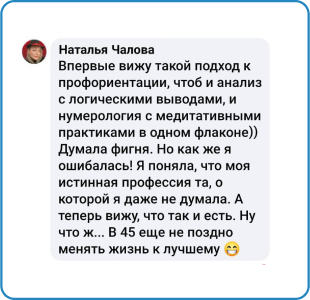 Наталья Чалова
Впервые вижу такой подход к
профориентации, чтоб и анализ
с логическими выводами, и
нумерология с медитативными
практиками в одном флаконе))
Думала фигня. Но как же я
ошибалась! Я поняла, что моя
истинная профессия та, о
которой я даже не думала. А
теперь вижу, что так и есть. Ну
что ж... В 45 еще не поздно
менять жизнь к лучшему 😁